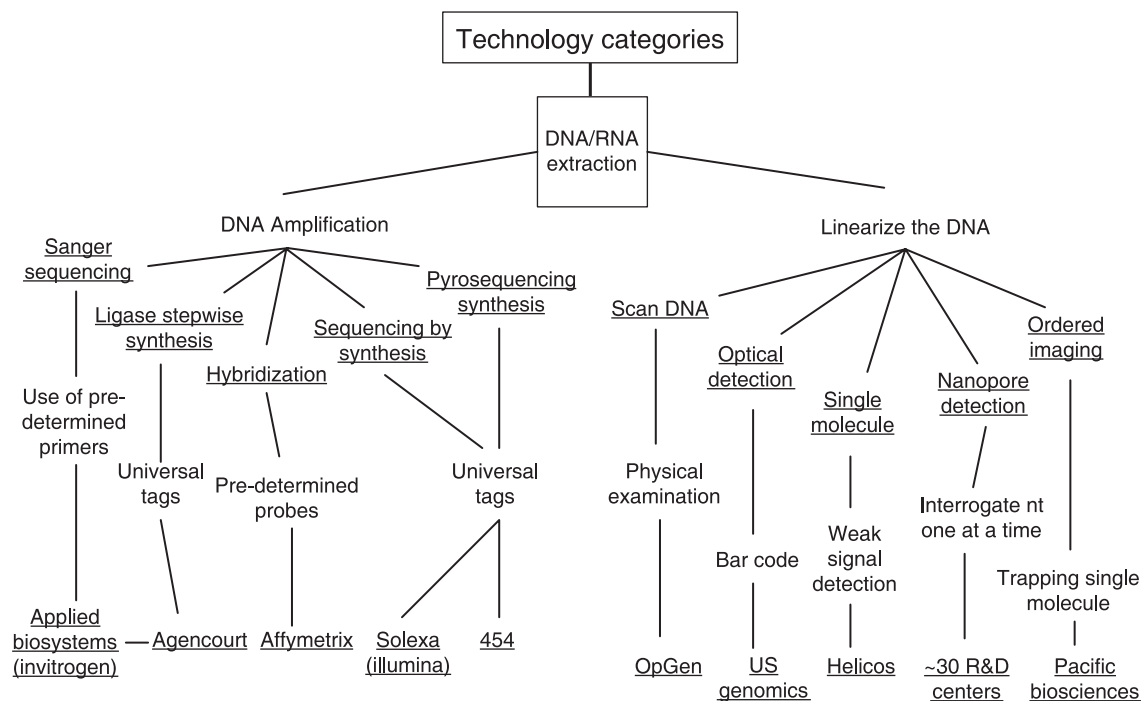 Technology categories
DNA/RNA
extraction
DNA Amplification
Sanger
sequencing
Ligase stepwise
synthesis
Hybridization
Sequencing by
synthesis
Pyrosequencing
synthesis
Use of pre-
determined
primers
Universal
tags
Pre-determined
probes
Universal
tags
Applied
biosystems
(invitrogen)
Agencourt
Affymetrix
Solexa
(illumina)
454
Linearize the DNA
Scan DNA
Optical
detection
Single
molecule
Nanopore
detection
Ordered
imaging
Physical
examination
Bar code
Weak
signal
detection
Interrogate nt
one at a time
Trapping single
molecule
OpGen
US
genomics
Helicos
~30 R&D
centers
Pacific
biosciences